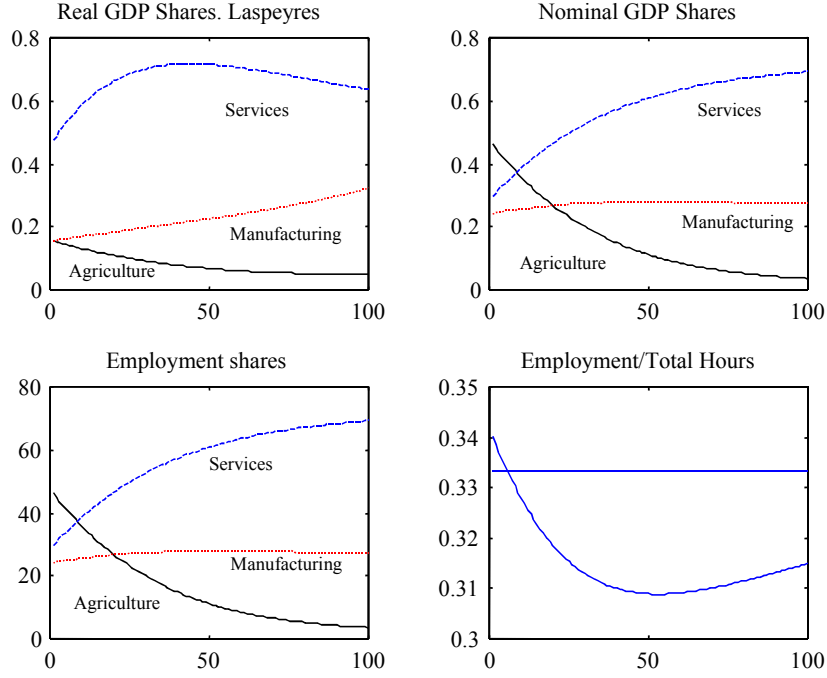 Real GDP Shares. Laspeyres
0.8
0.6
0.4
0.2
0
0
50
100
Services
Manufacturing
Agriculture
Nominal GDP Shares
0.8
0.6
0.4
0.2
0
0
50
100
Services
Manufacturing
Agriculture
Employment shares
80
60
40
20
0
0
50
100
Services
Manufacturing
Agriculture
Employment/Total Hours
0.35
0.34
0.33
0.32
0.31
0.3
0
50
100